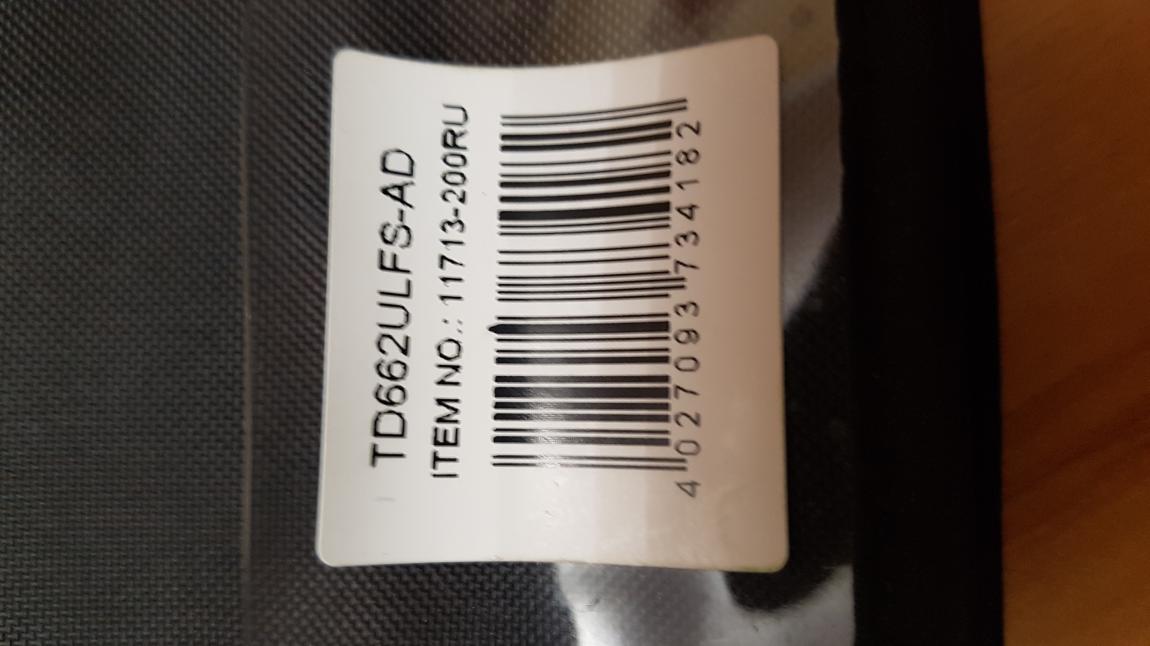 TD662ULFS-AD
ITEM NO.: 11713-200RU
4 027093 734182